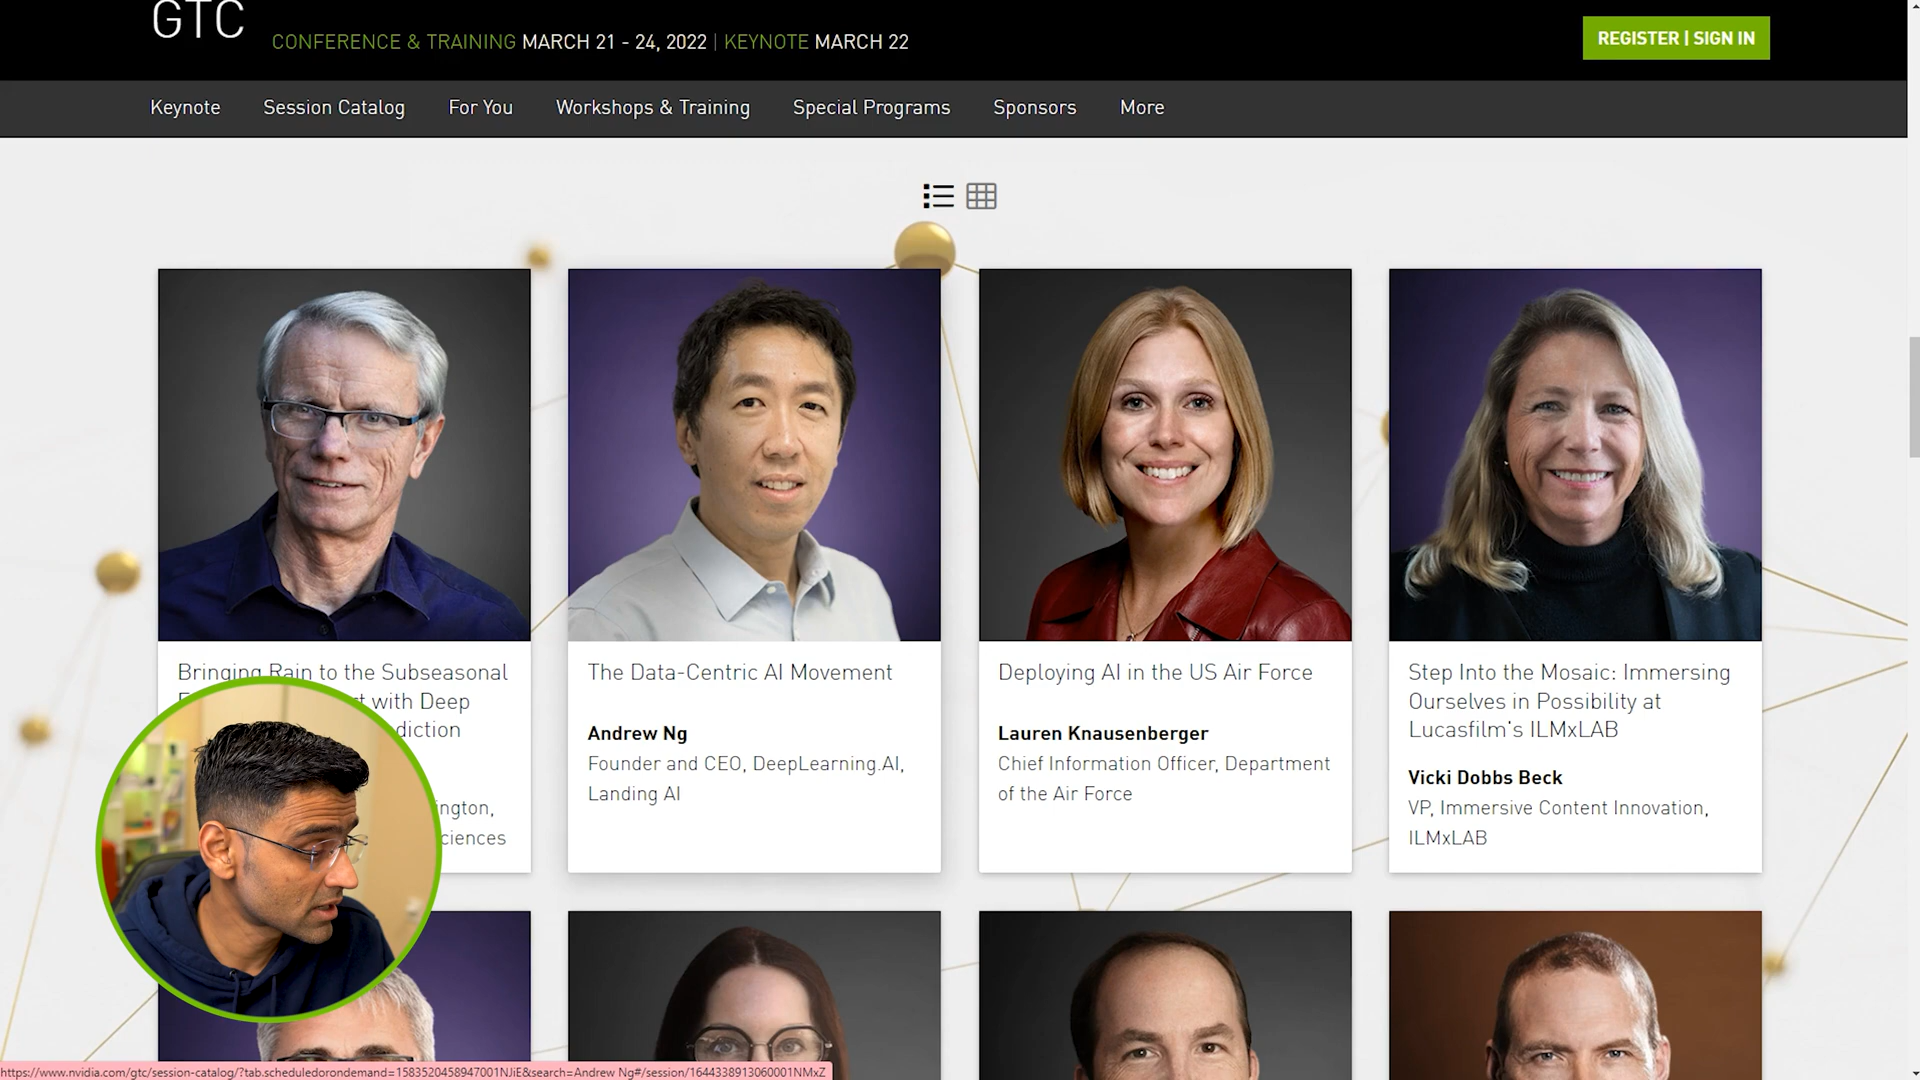 GTC
CONFERENCE & TRAINING MARCH 21 - 24, 2022 | KEYNOTE MARCH 22
REGISTER | SIGN IN
Keynote
Session Catalog
For You
Workshops & Training
Special Programs
Sponsors
More
Bringing Rain to the Subseasonal
with Deep
The Data-Centric AI Movement
Andrew Ng
Founder and CEO, DeepLearning.AI,
Landing AI
Deploying AI in the US Air Force
Lauren Knausenberger
Chief Information Officer, Department
of the Air Force
Step Into the Mosaic: Immersing
Ourselves in Possibility at
Lucasfilm's ILMxLAB
Vicki Dobbs Beck
VP, Immersive Content Innovation,
ILMxLAB
https://www.nvidia.com/gtc/session-catalog/?tab.scheduledorondemand=1583520458947001NJiE&search=Andrew Ng#/session/1644338913060001NMxZ